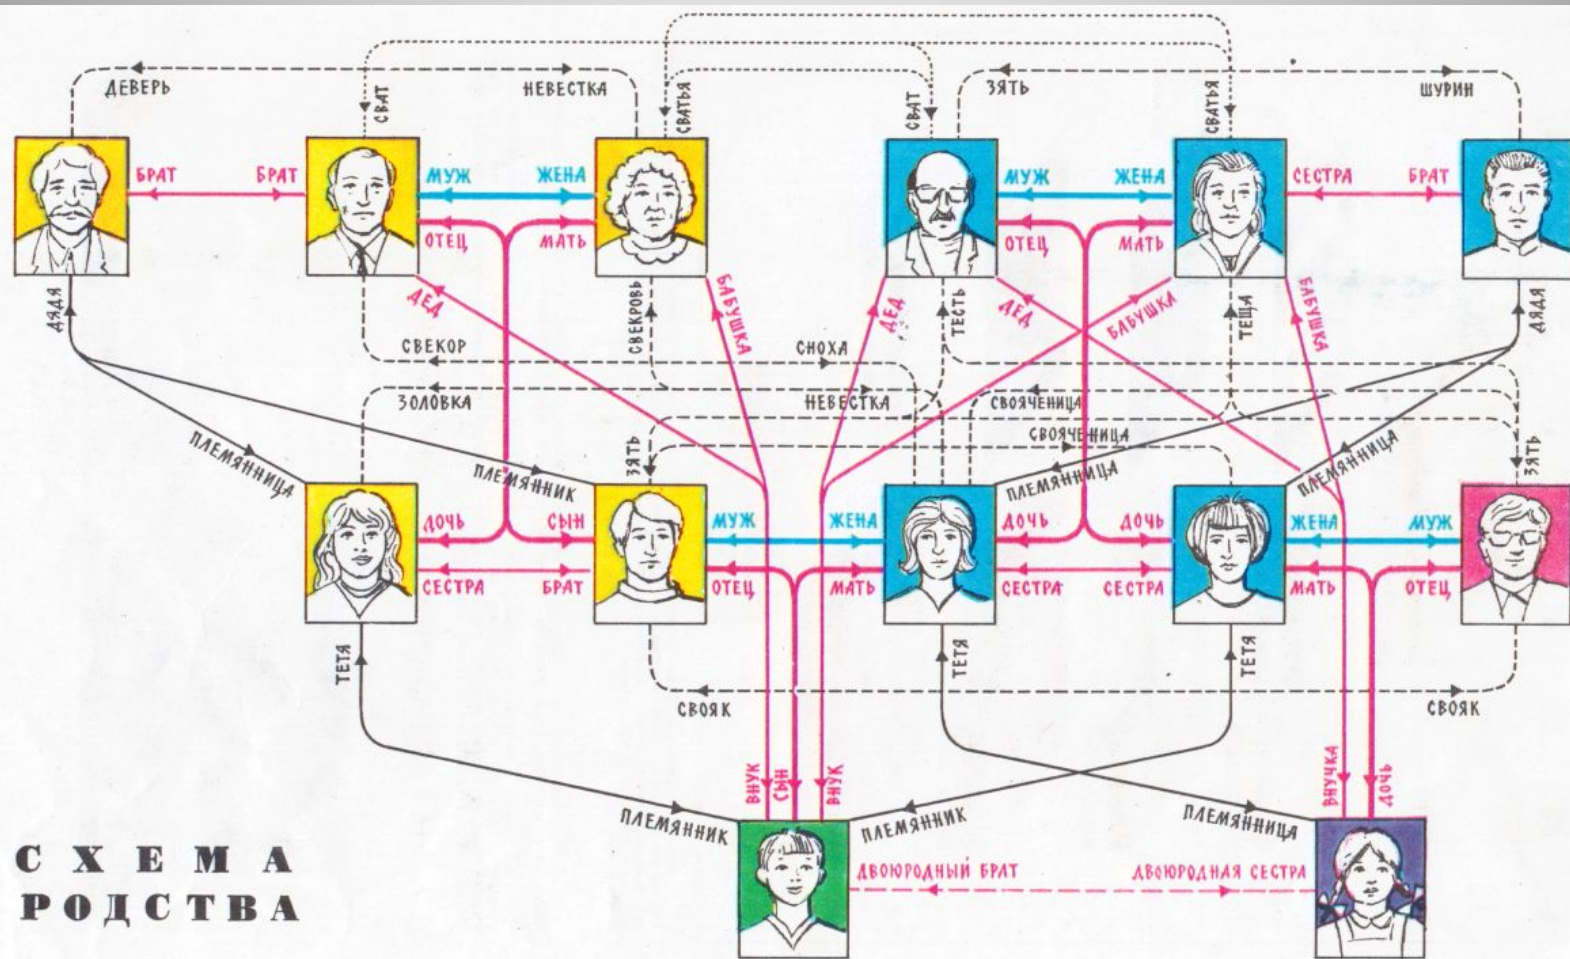 ДЕВЕРЬ
НЕВЕСТКА
СВАТ
СВАТЬЯ
СВАТ
ЗЯТЬ
СВАТЬЯ
ШУРИН
БРАТ
БРАТ
МУЖ
ЖЕНА
МУЖ
ЖЕНА
СЕСТРА
БРАТ
ОТЕЦ
МАТЬ
ОТЕЦ
МАТЬ
ДЯДЯ
ДЕД
СВЕКРОВЬ
БАБУШКА
ДЕД
ТЕСТЬ
ДЕД
БАБУШКА
ТЕЩА
БАБУШКА
ДЯДЯ
СВЕКОР
СНОХА
ЗОЛОВКА
НЕВЕСТКА
СВОЯЧЕНИЦА
СВОЯЧЕНИЦА
ПЛЕМЯННИЦА
ПЛЕМЯННИК
ЗЯТЬ
ПЛЕМЯННИЦА
ПЛЕМЯННИЦА
ЗЯТЬ
ДОЧЬ
СЫН
МУЖ
ЖЕНА
ДОЧЬ
ДОЧЬ
ЖЕНА
МУЖ
СЕСТРА
БРАТ
ОТЕЦ
МАТЬ
СЕСТРА
СЕСТРА
МАТЬ
ОТЕЦ
ТЕТЯ
ТЕТЯ
ТЕТЯ
СВОЯК
СВОЯК
ВНУК
СЫН
ВНУК
ВНУЧКА
ДОЧЬ
ПЛЕМЯННИК
ПЛЕМЯННИК
ПЛЕМЯННИЦА
ДВОЮРОДНЫЙ БРАТ
ДВОЮРОДНАЯ СЕСТРА
СХЕМА
РОДСТВА